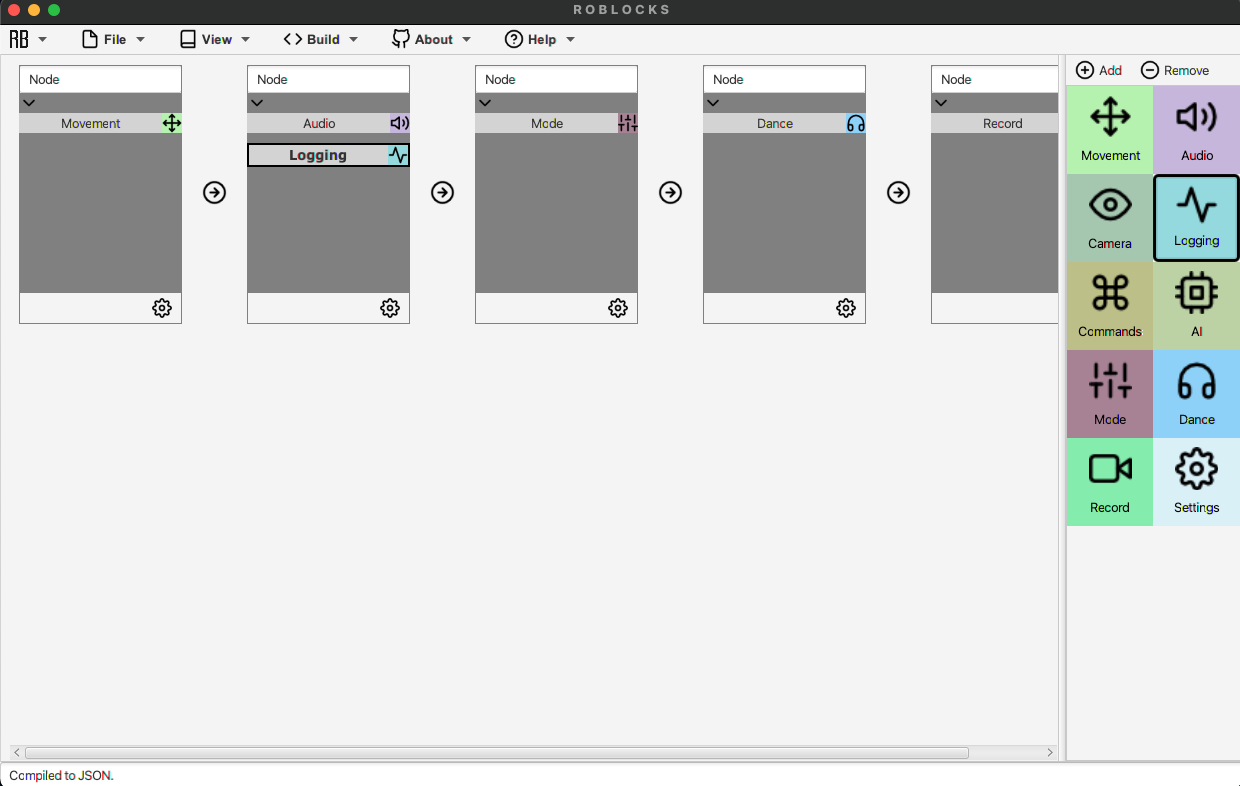 ROBLOCKS
RB File View Build About Help
Node Node Node Node Node
Movement Audio Mode Dance Record
Logging
Add Remove
Movement Audio
Camera Logging
Commands AI
Mode Dance
Record Settings
Compiled to JSON.